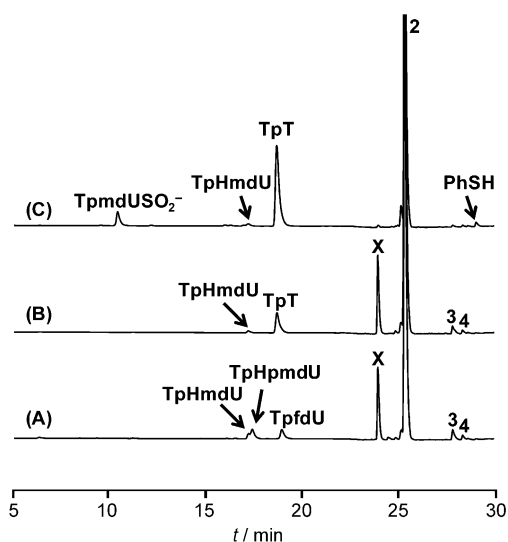 2
TpT
TpHmdU
PhSH
TpmdUSO₂⁻
(C)
X
TpHmdU
TpT
(B)
3 4
X
TpHpmdU
TpHmdU
TpfdU
(A)
3 4
5 10 15 20 25 30
t / min